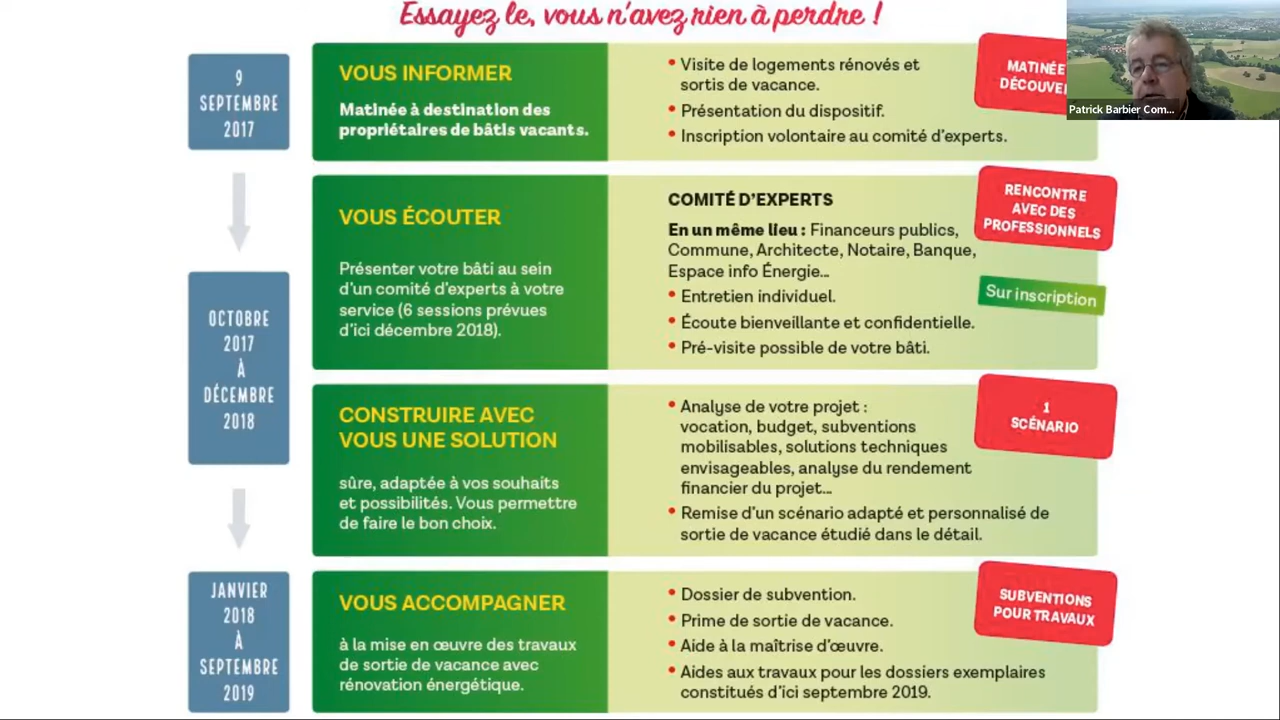 Essayez le, vous n'avez rien à perdre !
9
SEPTEMBRE
2017
VOUS INFORMER
Matinée à destination des
propriétaires de bâtis vacants.
• Visite de logements rénovés et
sortis de vacance.
• Présentation du dispositif.
• Inscription volontaire au comité d'experts.
MATINÉE
Patrick Barbier Com...
OCTOBRE
2017
À
DÉCEMBRE
2018
VOUS ÉCOUTER
Présenter votre bâti au sein
d'un comité d'experts à votre
service (6 sessions prévues
d'ici décembre 2018).
COMITÉ D'EXPERTS
En un même lieu : Financeurs publics,
Commune, Architecte, Notaire, Banque,
Espace info Énergie...
• Entretien individuel.
• Écoute bienveillante et confidentielle.
• Pré-visite possible de votre bâti.
RENCONTRE
AVEC DES
PROFESSIONNELS
Sur inscription
CONSTRUIRE AVEC
VOUS UNE SOLUTION
sûre, adaptée à vos souhaits
et possibilités. Vous permettre
de faire le bon choix.
• Analyse de votre projet :
vocation, budget, subventions
mobilisables, solutions techniques
envisageables, analyse du rendement
financier du projet...
• Remise d'un scénario adapté et personnalisé de
sortie de vacance étudié dans le détail.
1
SCÉNARIO
JANVIER
2018
À
SEPTEMBRE
2019
VOUS ACCOMPAGNER
à la mise en œuvre des travaux
de sortie de vacance avec
rénovation énergétique.
• Dossier de subvention.
• Prime de sortie de vacance.
• Aide à la maîtrise d'œuvre.
• Aides aux travaux pour les dossiers exemplaires
constitués d'ici septembre 2019.
SUBVENTIONS
POUR TRAVAUX